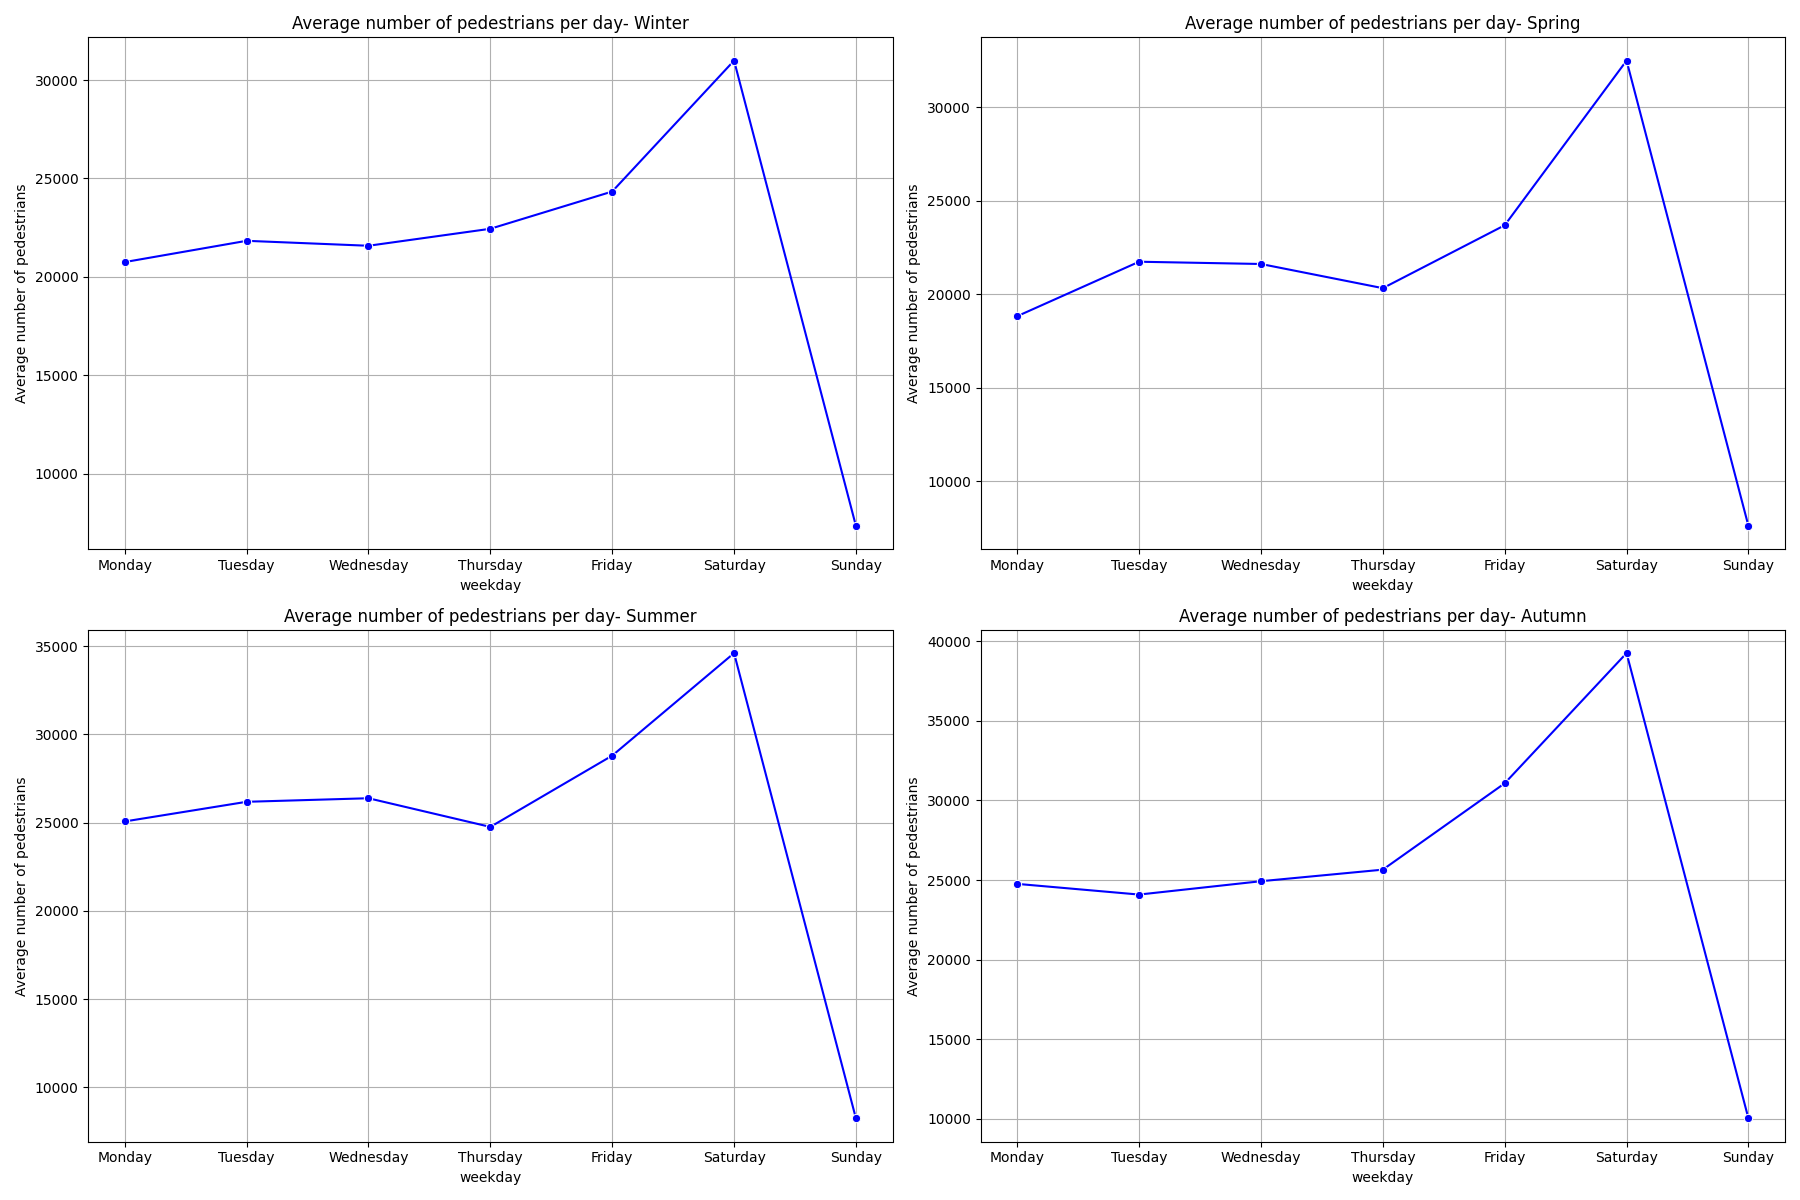 Average number of pedestrians per day- Winter
Average number of pedestrians
30000
25000
20000
15000
10000
Monday Tuesday Wednesday Thursday Friday Saturday Sunday
weekday
Average number of pedestrians per day- Spring
Average number of pedestrians
30000
25000
20000
15000
10000
Monday Tuesday Wednesday Thursday Friday Saturday Sunday
weekday
Average number of pedestrians per day- Summer
Average number of pedestrians
35000
30000
25000
20000
15000
10000
Monday Tuesday Wednesday Thursday Friday Saturday Sunday
weekday
Average number of pedestrians per day- Autumn
Average number of pedestrians
40000
35000
30000
25000
20000
15000
10000
Monday Tuesday Wednesday Thursday Friday Saturday Sunday
weekday